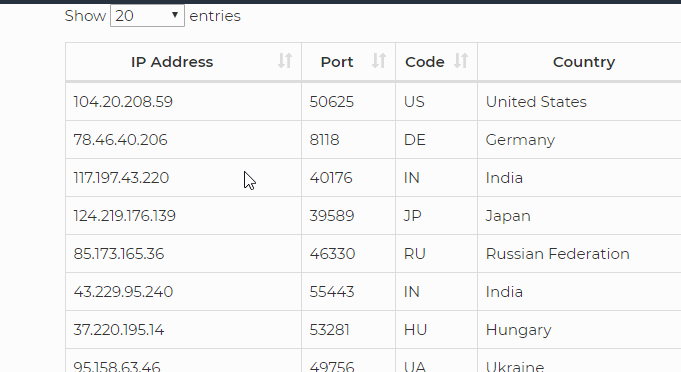 Show 20 entries
IP Address Port Code Country
104.20.208.59 50625 US United States
78.46.40.206 8118 DE Germany
117.197.43.220 40176 IN India
124.219.176.139 39589 JP Japan
85.173.165.36 46330 RU Russian Federation
43.229.95.240 55443 IN India
37.220.195.14 53281 HU Hungary
95.158.63.46 49756 UA Ukraine